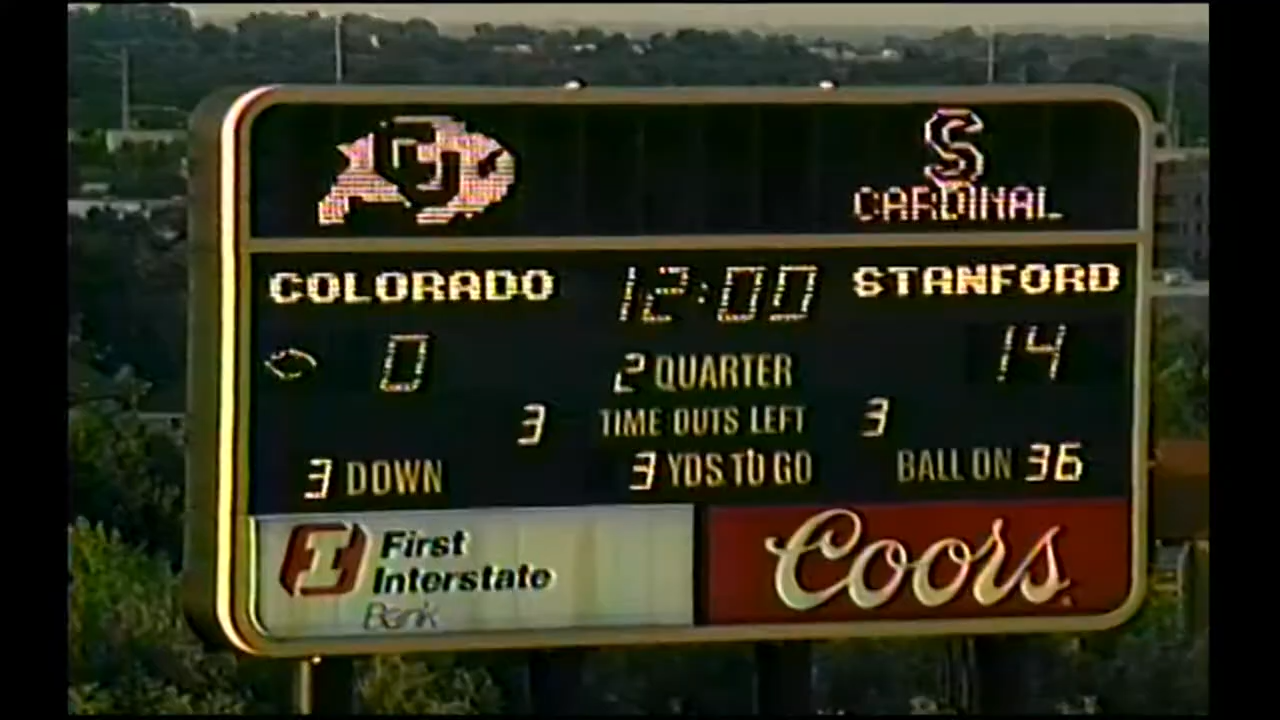 CU
S
CARDINAL
COLORADO 12:00 STANFORD
0 2 QUARTER 14
3 TIME OUTS LEFT 3
3 DOWN 3 YDS TO GO BALL ON 36
I First
Interstate
Bank
Coors